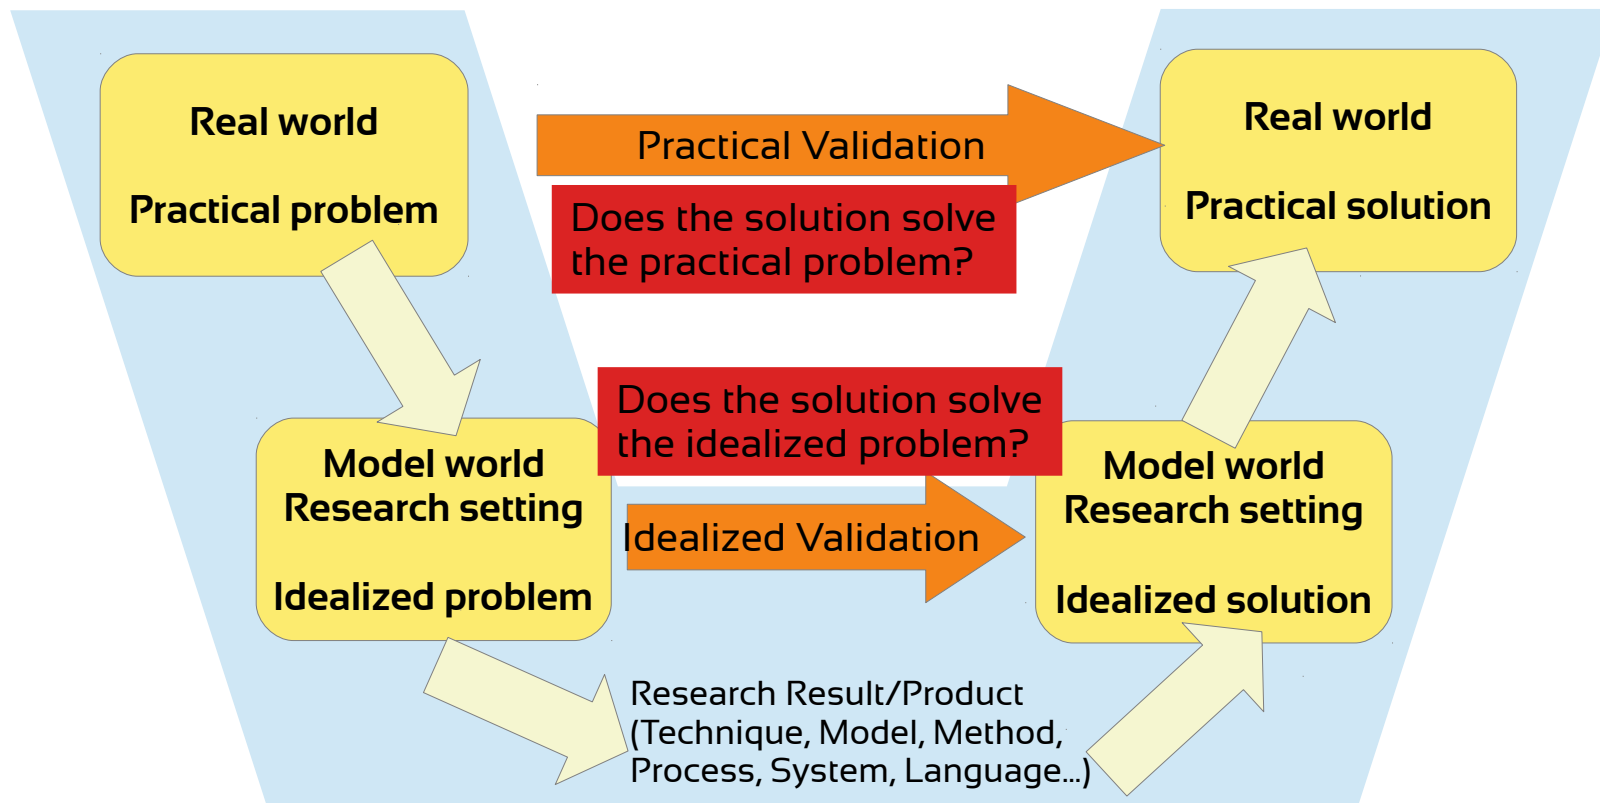 Real world
Practical problem
Practical Validation
Does the solution solve
the practical problem?
Real world
Practical solution
Does the solution solve
the idealized problem?
Model world
Research setting
Idealized problem
Idealized Validation
Model world
Research setting
Idealized solution
Research Result/Product
(Technique, Model, Method,
Process, System, Language...)